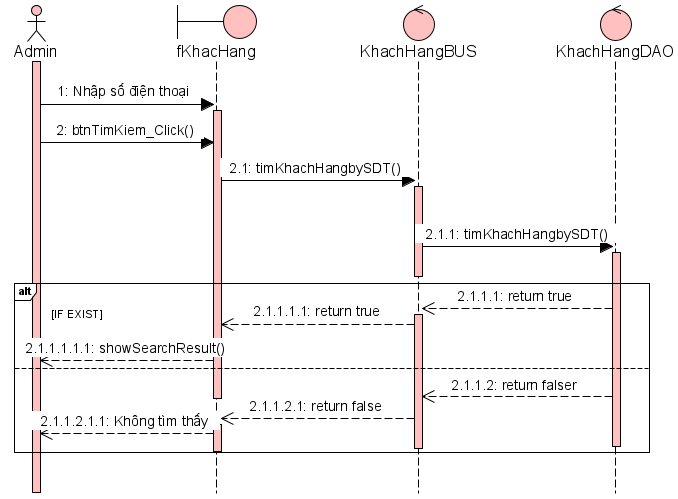 Admin
fKhacHang
KhachHangBUS
KhachHangDAO
1: Nhập số điện thoại
2: btnTimKiem_Click()
2.1: timKhachHangbySDT()
2.1.1: timKhachHangbySDT()
alt
2.1.1.1: return true
[IF EXIST]
2.1.1.1.1: return true
2.1.1.1.1.1: showSearchResult()
2.1.1.2: return falser
2.1.1.2.1: return false
2.1.1.2.1.1: Không tìm thấy